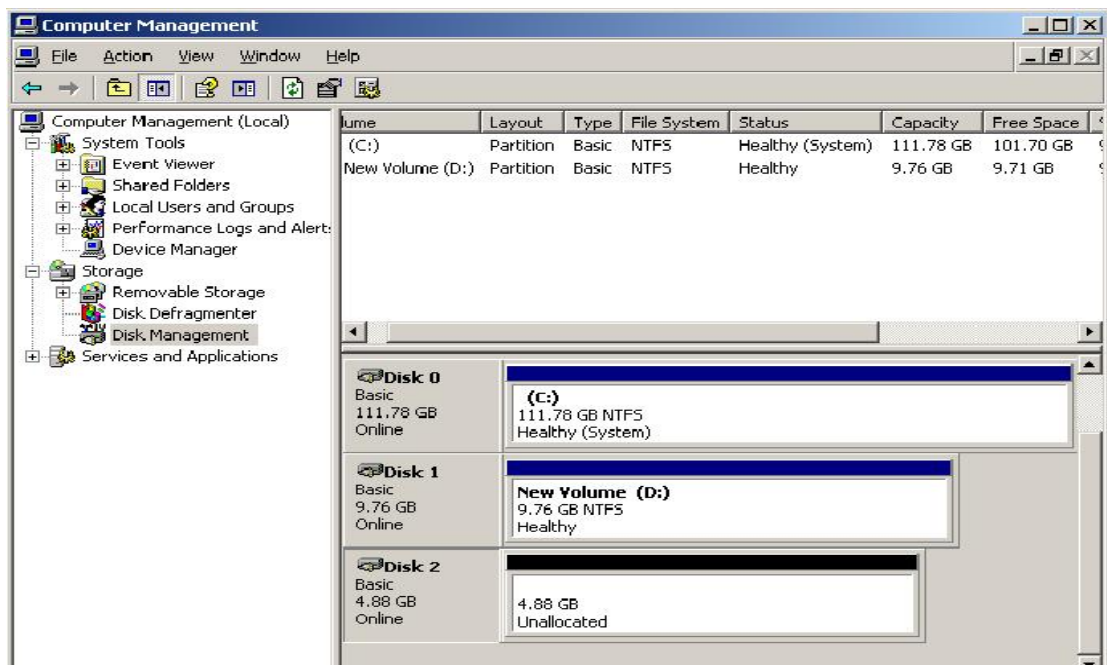 Computer Management
File Action View Window Help
Computer Management (Local)
System Tools
Event Viewer
Shared Folders
Local Users and Groups
Performance Logs and Alert
Device Manager
Storage
Removable Storage
Disk Defragmenter
Disk Management
Services and Applications
lume Layout Type File System Status Capacity Free Space
(C:) Partition Basic NTFS Healthy (System) 111.78 GB 101.70 GB
New Volume (D:) Partition Basic NTFS Healthy 9.76 GB 9.71 GB
Disk 0
Basic
111.78 GB
Online
(C:)
111.78 GB NTFS
Healthy (System)
Disk 1
Basic
9.76 GB
Online
New Volume (D:)
9.76 GB NTFS
Healthy
Disk 2
Basic
4.88 GB
Online
4.88 GB
Unallocated